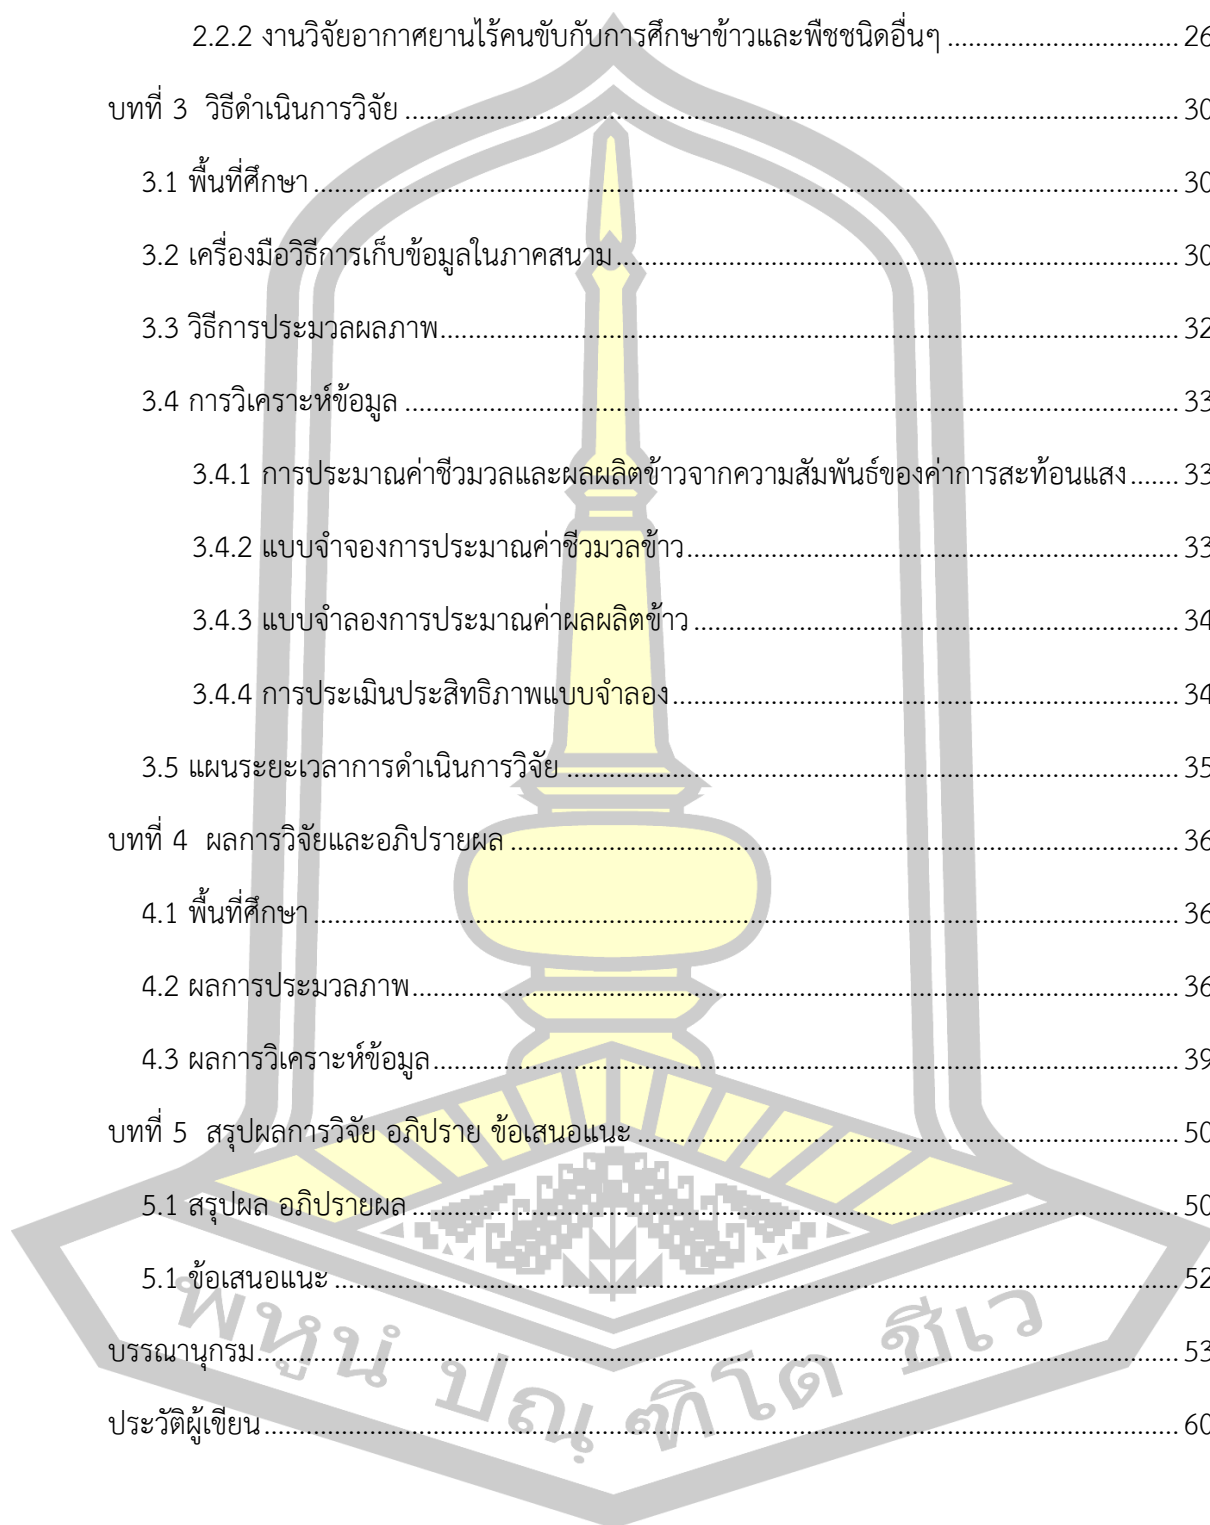 2.2.2 งานวิจัยอากาศยานไร้คนขับกับการศึกษาข้าวและพืชชนิดอื่นๆ ........................ 26
บทที่ 3 วิธีดำเนินการวิจัย ........................ 30
3.1 พื้นที่ศึกษา ........................ 30
3.2 เครื่องมือวิธีการเก็บข้อมูลในภาคสนาม ........................ 30
3.3 วิธีการประมวลผลภาพ ........................ 32
3.4 การวิเคราะห์ข้อมูล ........................ 33
3.4.1 การประมาณค่าชีวมวลและผลผลิตข้าวจากความสัมพันธ์ของค่าการสะท้อนแสง ....... 33
3.4.2 แบบจำจองการประมาณค่าชีวมวลข้าว ........................ 33
3.4.3 แบบจำลองการประมาณค่าผลผลิตข้าว ........................ 34
3.4.4 การประเมินประสิทธิภาพแบบจำลอง ........................ 34
3.5 แผนระยะเวลาการดำเนินการวิจัย ........................ 35
บทที่ 4 ผลการวิจัยและอภิปรายผล ........................ 36
4.1 พื้นที่ศึกษา ........................ 36
4.2 ผลการประมวลภาพ ........................ 36
4.3 ผลการวิเคราะห์ข้อมูล ........................ 39
บทที่ 5 สรุปผลการวิจัย อภิปราย ข้อเสนอแนะ ........................ 50
5.1 สรุปผล อภิปรายผล ........................ 50
5.1 ข้อเสนอแนะ ........................ 52
บรรณานุกรม ........................ 53
ประวัติผู้เขียน ........................ 60
พหูนํ ปณฺฑิโต ชีเว